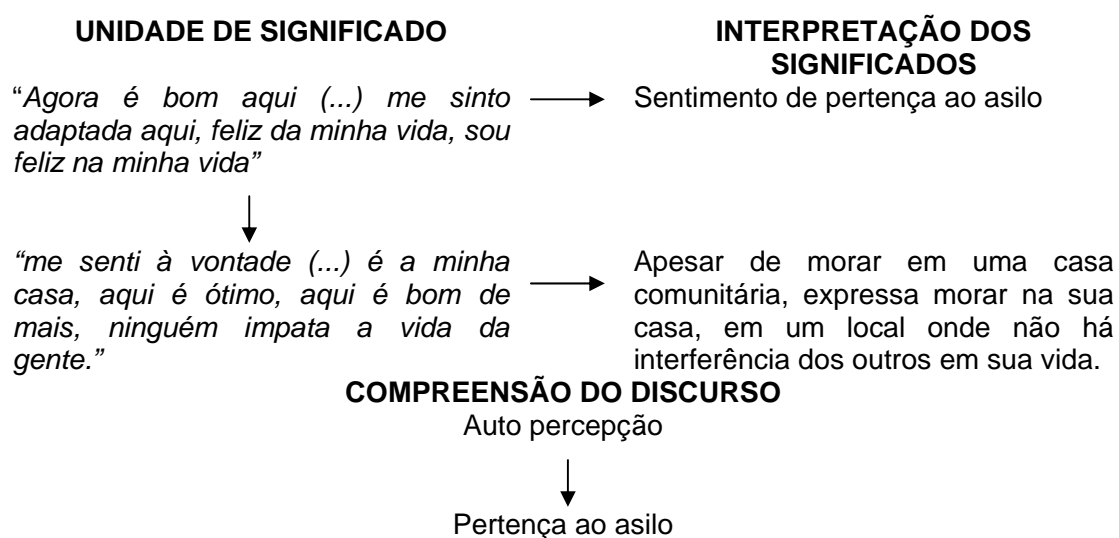 UNIDADE DE SIGNIFICADO
INTERPRETAÇÃO DOS
SIGNIFICADOS
“Agora é bom aqui (...) me sinto
adaptada aqui, feliz da minha vida, sou
feliz na minha vida”
Sentimento de pertença ao asilo
“me senti à vontade (...) é a minha
casa, aqui é ótimo, aqui é bom de
mais, ninguém impata a vida da
gente.”
Apesar de morar em uma casa
comunitária, expressa morar na sua
casa, em um local onde não há
interferência dos outros em sua vida.
COMPREENSÃO DO DISCURSO
Auto percepção
Pertença ao asilo